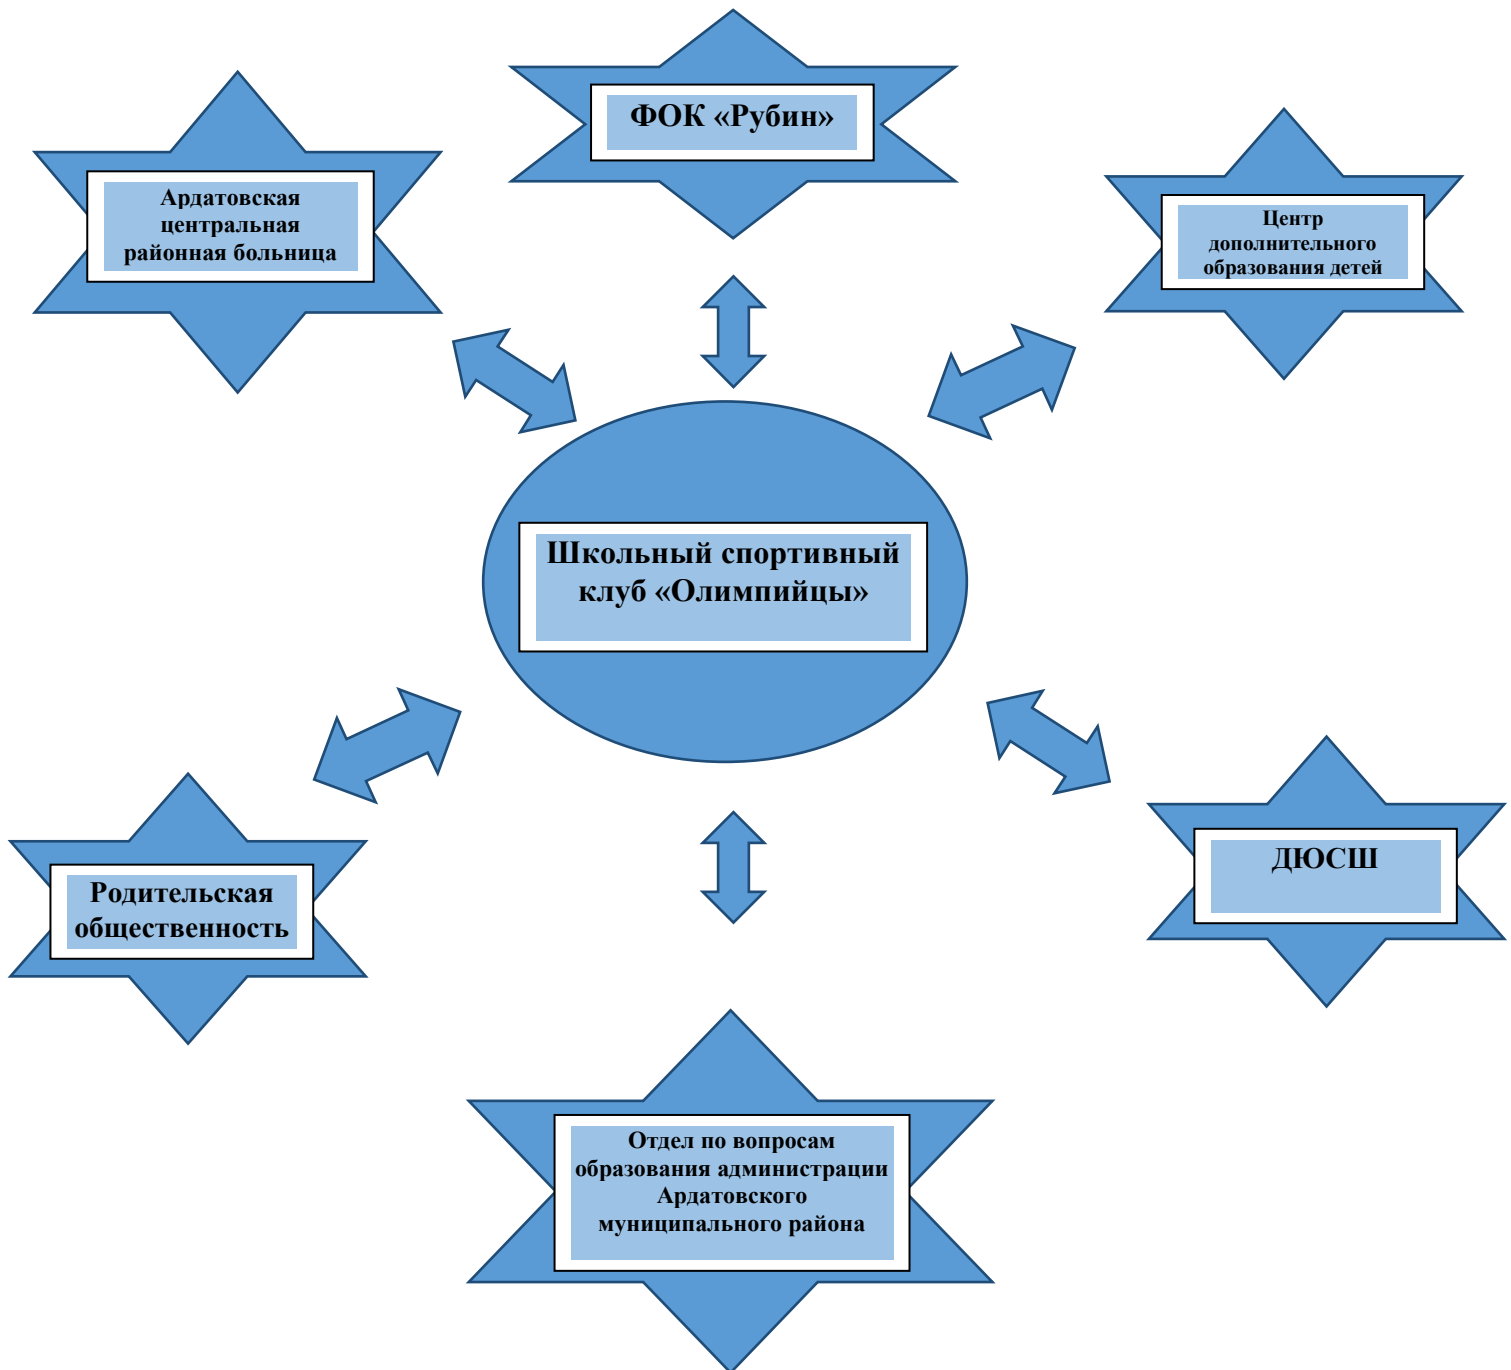 ФОК «Рубин»
Ардатовская
центральная
районная больница
Центр
дополнительного
образования детей
Школьный спортивный
клуб «Олимпийцы»
Родительская
общественность
ДЮСШ
Отдел по вопросам
образования администрации
Ардатовского
муниципального района